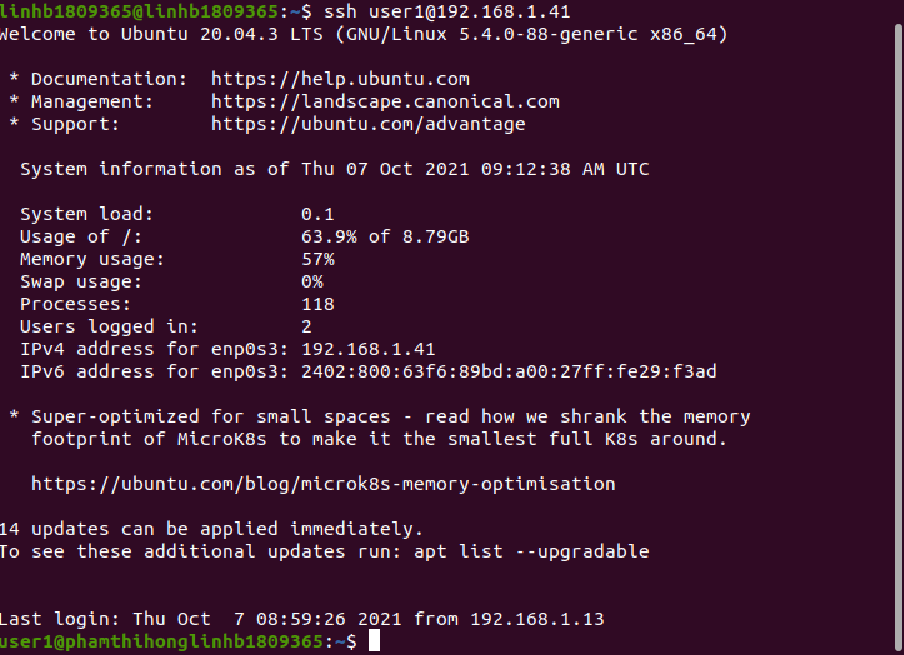 linhb1809365@linhb1809365:~$ ssh user1@192.168.1.41
Welcome to Ubuntu 20.04.3 LTS (GNU/Linux 5.4.0-88-generic x86_64)
* Documentation:  https://help.ubuntu.com
* Management:     https://landscape.canonical.com
* Support:        https://ubuntu.com/advantage
System information as of Thu 07 Oct 2021 09:12:38 AM UTC
System load:             0.1
Usage of /:              63.9% of 8.79GB
Memory usage:            57%
Swap usage:              0%
Processes:               118
Users logged in:         2
IPv4 address for enp0s3: 192.168.1.41
IPv6 address for enp0s3: 2402:800:63f6:89bd:a00:27ff:fe29:f3ad
* Super-optimized for small spaces - read how we shrank the memory
footprint of MicroK8s to make it the smallest full K8s around.
https://ubuntu.com/blog/microk8s-memory-optimisation
14 updates can be applied immediately.
To see these additional updates run: apt list --upgradable
Last login: Thu Oct  7 08:59:26 2021 from 192.168.1.13
user1@phamthihonglinhb1809365:~$